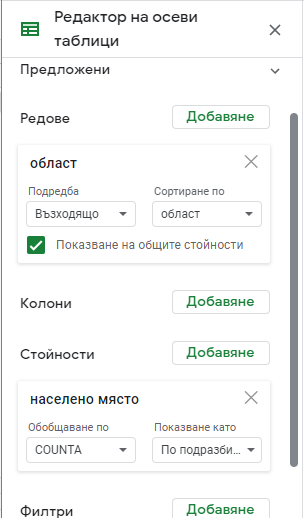 Редактор на осеви
таблици
Предложени
Редове
Добавяне
област
Подредба
Сортиране по
Възходящо
област
Показване на общите стойности
Колони
Добавяне
Стойности
Добавяне
населено място
Обобщаване по
Показване като
COUNTA
По подразби...
Филтри
Добавяне